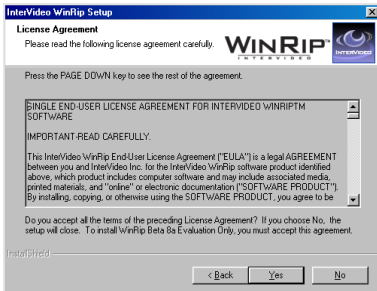 InterVideo WinRip Setup
License Agreement
Please read the following license agreement carefully.
WINRIP™
INTERVIDEO
INTERVIDEO
Press the PAGE DOWN key to see the rest of the agreement.
SINGLE END-USER LICENSE AGREEMENT FOR INTERVIDEO WINRIPTM
SOFTWARE
IMPORTANT-READ CAREFULLY.
This InterVideo WinRip End-User License Agreement ("EULA") is a legal AGREEMENT
between you and InterVideo Inc. for the InterVideo WinRip software product identified
above, which product includes computer software and may include associated media,
printed materials, and "online" or electronic documentation ("SOFTWARE PRODUCT").
By installing, copying, or otherwise using the SOFTWARE PRODUCT, you agree to be
Do you accept all the terms of the preceding License Agreement? If you choose No, the
setup will close. To install WinRip Beta 8a Evaluation Only, you must accept this agreement.
InstallShield
< Back
Yes
No